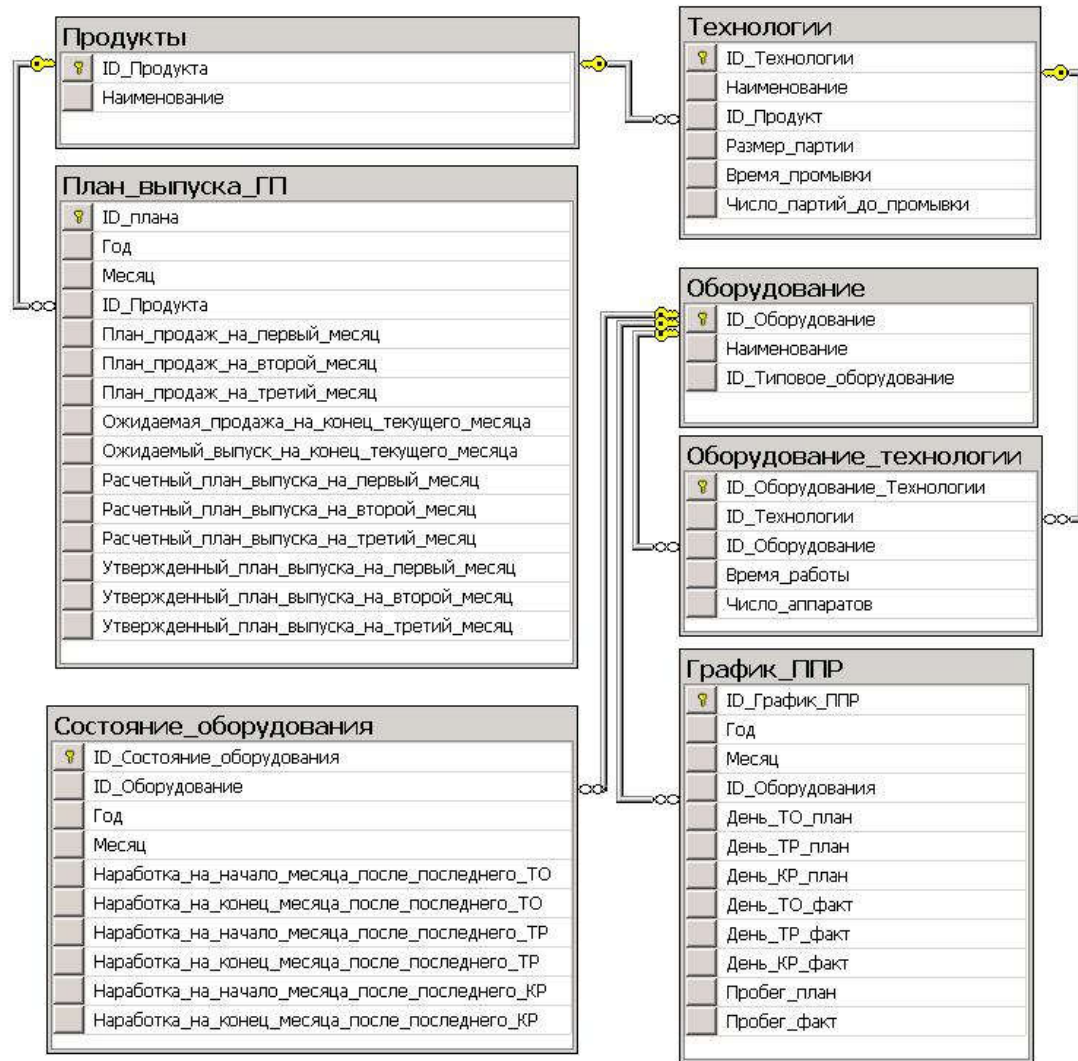 Продукты
ID_Продукта
Наименование
План_выпуска_ГП
ID_плана
Год
Месяц
ID_Продукта
План_продаж_на_первый_месяц
План_продаж_на_второй_месяц
План_продаж_на_третий_месяц
Ожидаемая_продажа_на_конец_текущего_месяца
Ожидаемый_выпуск_на_конец_текущего_месяца
Расчетный_план_выпуска_на_первый_месяц
Расчетный_план_выпуска_на_второй_месяц
Расчетный_план_выпуска_на_третий_месяц
Утвержденный_план_выпуска_на_первый_месяц
Утвержденный_план_выпуска_на_второй_месяц
Утвержденный_план_выпуска_на_третий_месяц
Состояние_оборудования
ID_Состояние_оборудования
ID_Оборудование
Год
Месяц
Наработка_на_начало_месяца_после_последнего_ТО
Наработка_на_конец_месяца_после_последнего_ТО
Наработка_на_начало_месяца_после_последнего_ТР
Наработка_на_конец_месяца_после_последнего_ТР
Наработка_на_начало_месяца_после_последнего_КР
Наработка_на_конец_месяца_после_последнего_КР
Технологии
ID_Технологии
Наименование
ID_Продукт
Размер_партии
Время_промывки
Число_партий_до_промывки
Оборудование
ID_Оборудование
Наименование
ID_Типовое_оборудование
Оборудование_технологии
ID_Оборудование_Технологии
ID_Технологии
ID_Оборудование
Время_работы
Число_аппаратов
График_ППР
ID_График_ППР
Год
Месяц
ID_Оборудования
День_ТО_план
День_ТР_план
День_КР_план
День_ТО_факт
День_ТР_факт
День_КР_факт
Пробег_план
Пробег_факт